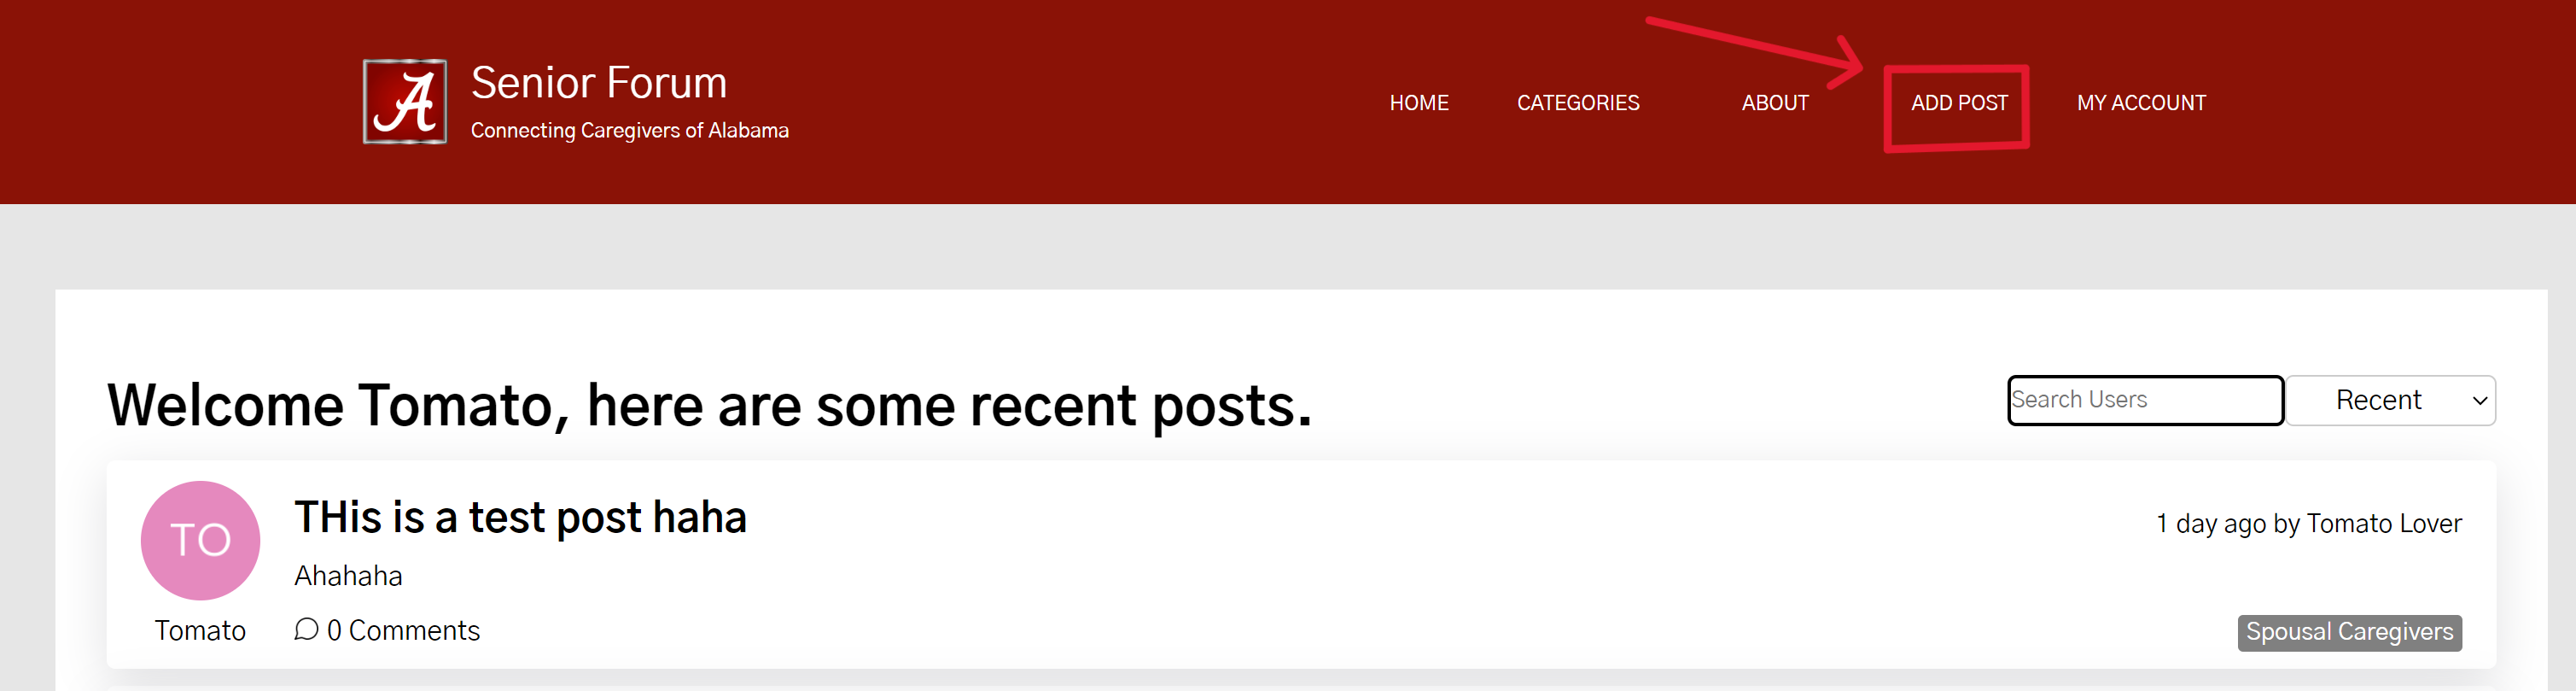 A
Senior Forum
Connecting Caregivers of Alabama
HOME CATEGORIES ABOUT ADD POST MY ACCOUNT
Welcome Tomato, here are some recent posts.
Search Users
Recent
TO
Tomato
THis is a test post haha
Ahahaha
0 Comments
1 day ago by Tomato Lover
Spousal Caregivers